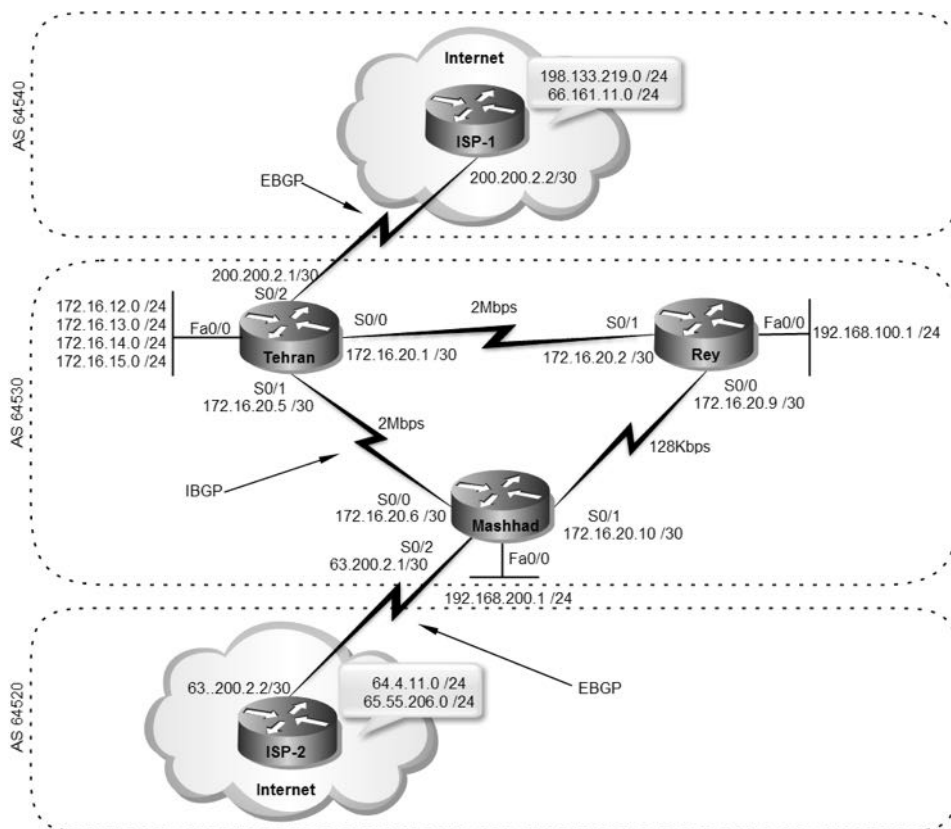 AS 64540
Internet
198.133.219.0 /24
66.161.11.0 /24
ISP-1
EBGP
200.200.2.2/30
AS 64530
200.200.2.1/30
S0/2
172.16.12.0 /24
172.16.13.0 /24
172.16.14.0 /24
172.16.15.0 /24
Fa0/0
Tehran
S0/0
172.16.20.1 /30
2Mbps
S0/1
172.16.20.2 /30
Rey
Fa0/0
192.168.100.1 /24
S0/1
172.16.20.5 /30
S0/0
172.16.20.9 /30
2Mbps
128Kbps
IBGP
S0/0
172.16.20.6 /30
Mashhad
S0/1
172.16.20.10 /30
S0/2
63.200.2.1/30
Fa0/0
192.168.200.1 /24
AS 64520
63..200.2.2/30
64.4.11.0 /24
65.55.206.0 /24
EBGP
ISP-2
Internet